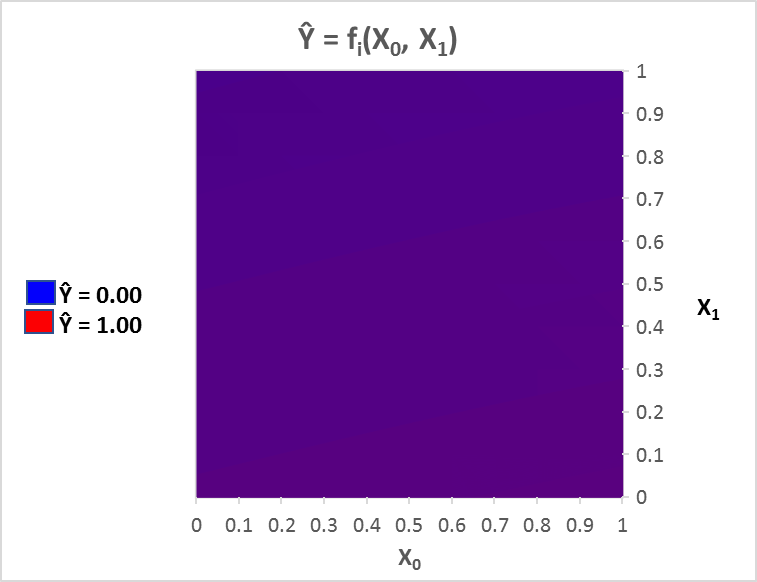 Ŷ = fᵢ(X₀, X₁)
1
0.9
0.8
0.7
0.6
0.5
0.4
0.3
0.2
0.1
0
Ŷ = 0.00
Ŷ = 1.00
X₁
0 0.1 0.2 0.3 0.4 0.5 0.6 0.7 0.8 0.9 1
X₀